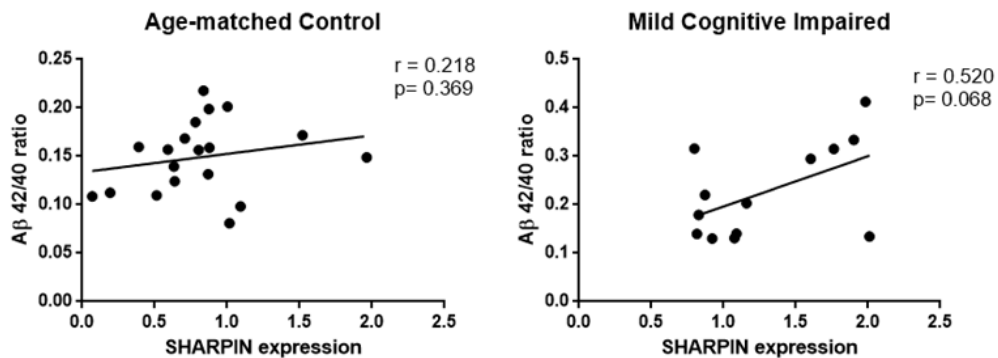 Age-matched Control
r = 0.218
p= 0.369
Aβ 42/40 ratio
0.25
0.20
0.15
0.10
0.05
0.00
0.0 0.5 1.0 1.5 2.0 2.5
SHARPIN expression
Mild Cognitive Impaired
r = 0.520
p= 0.068
Aβ 42/40 ratio
0.5
0.4
0.3
0.2
0.1
0.0
0.0 0.5 1.0 1.5 2.0 2.5
SHARPIN expression